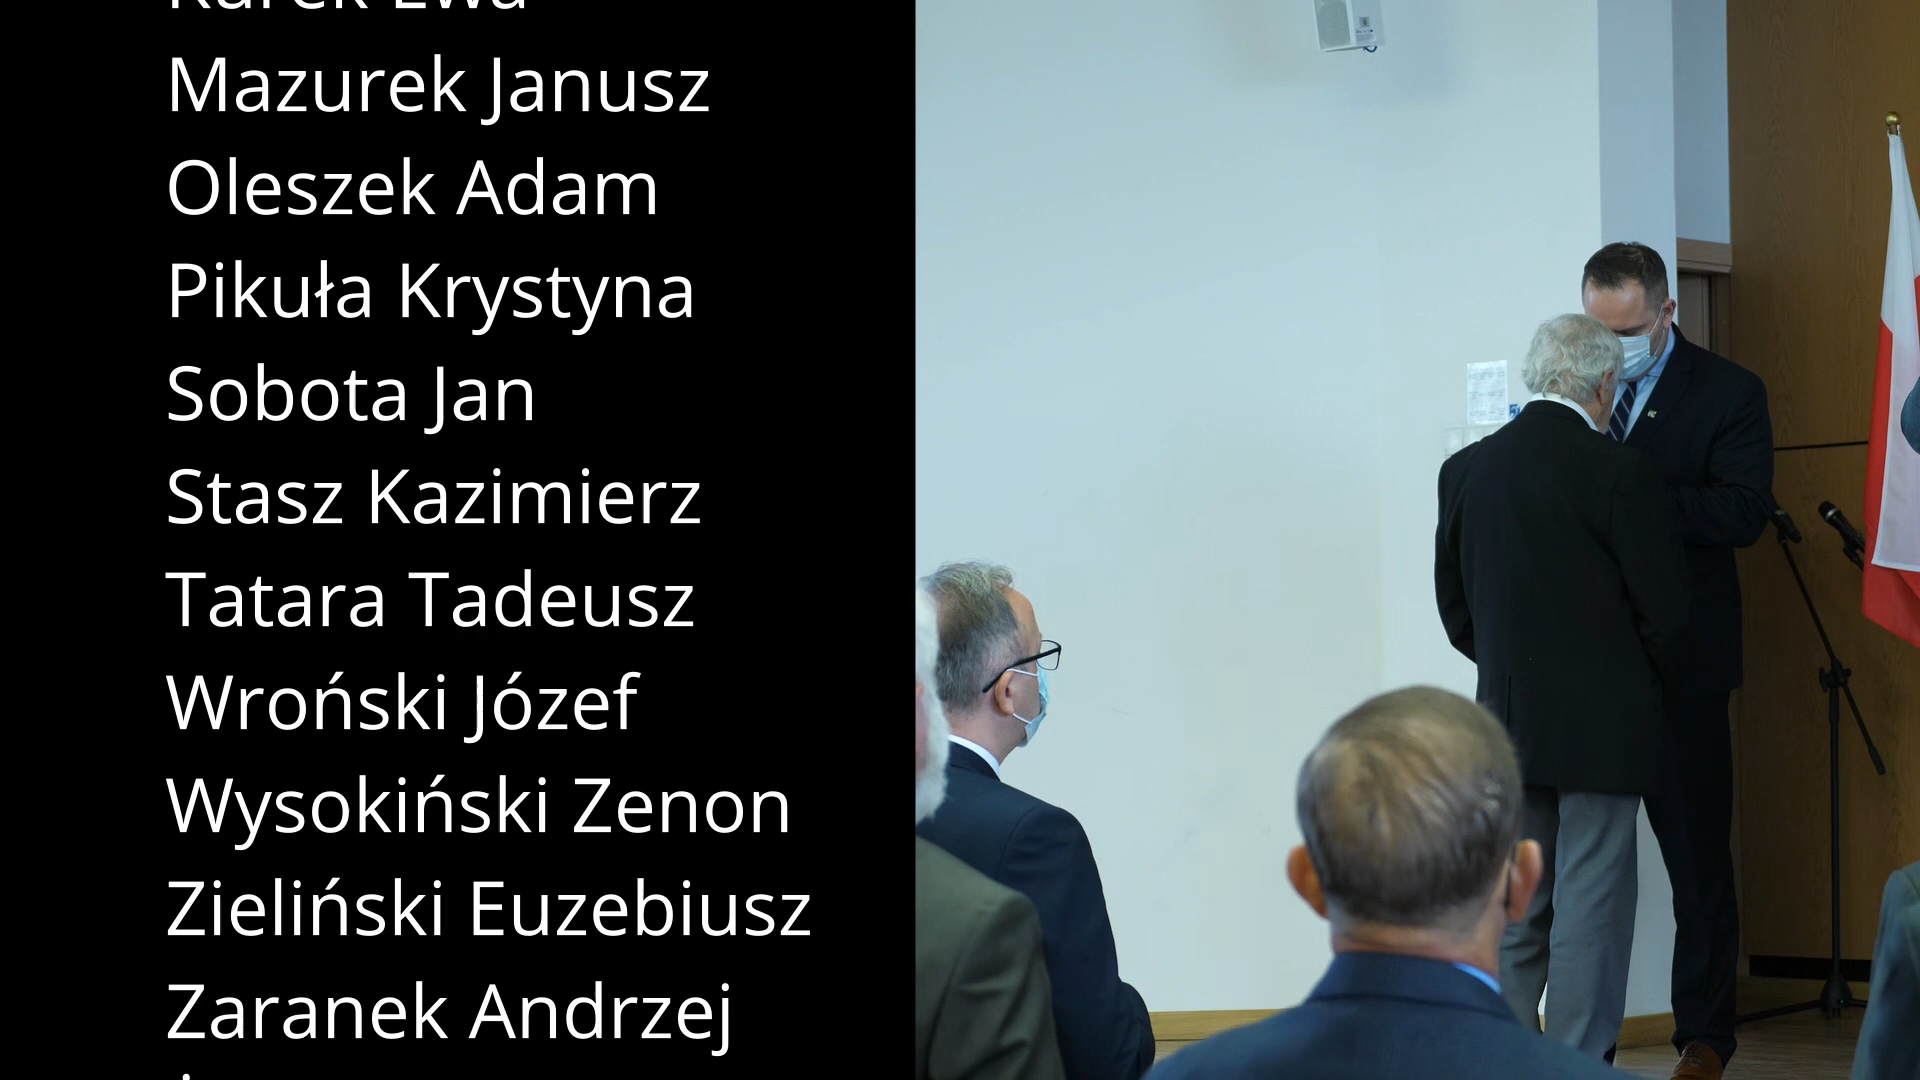 Mazurek Janusz
Oleszek Adam
Pikuła Krystyna
Sobota Jan
Stasz Kazimierz
Tatara Tadeusz
Wroński Józef
Wysokiński Zenon
Zieliński Euzebiusz
Zaranek Andrzej